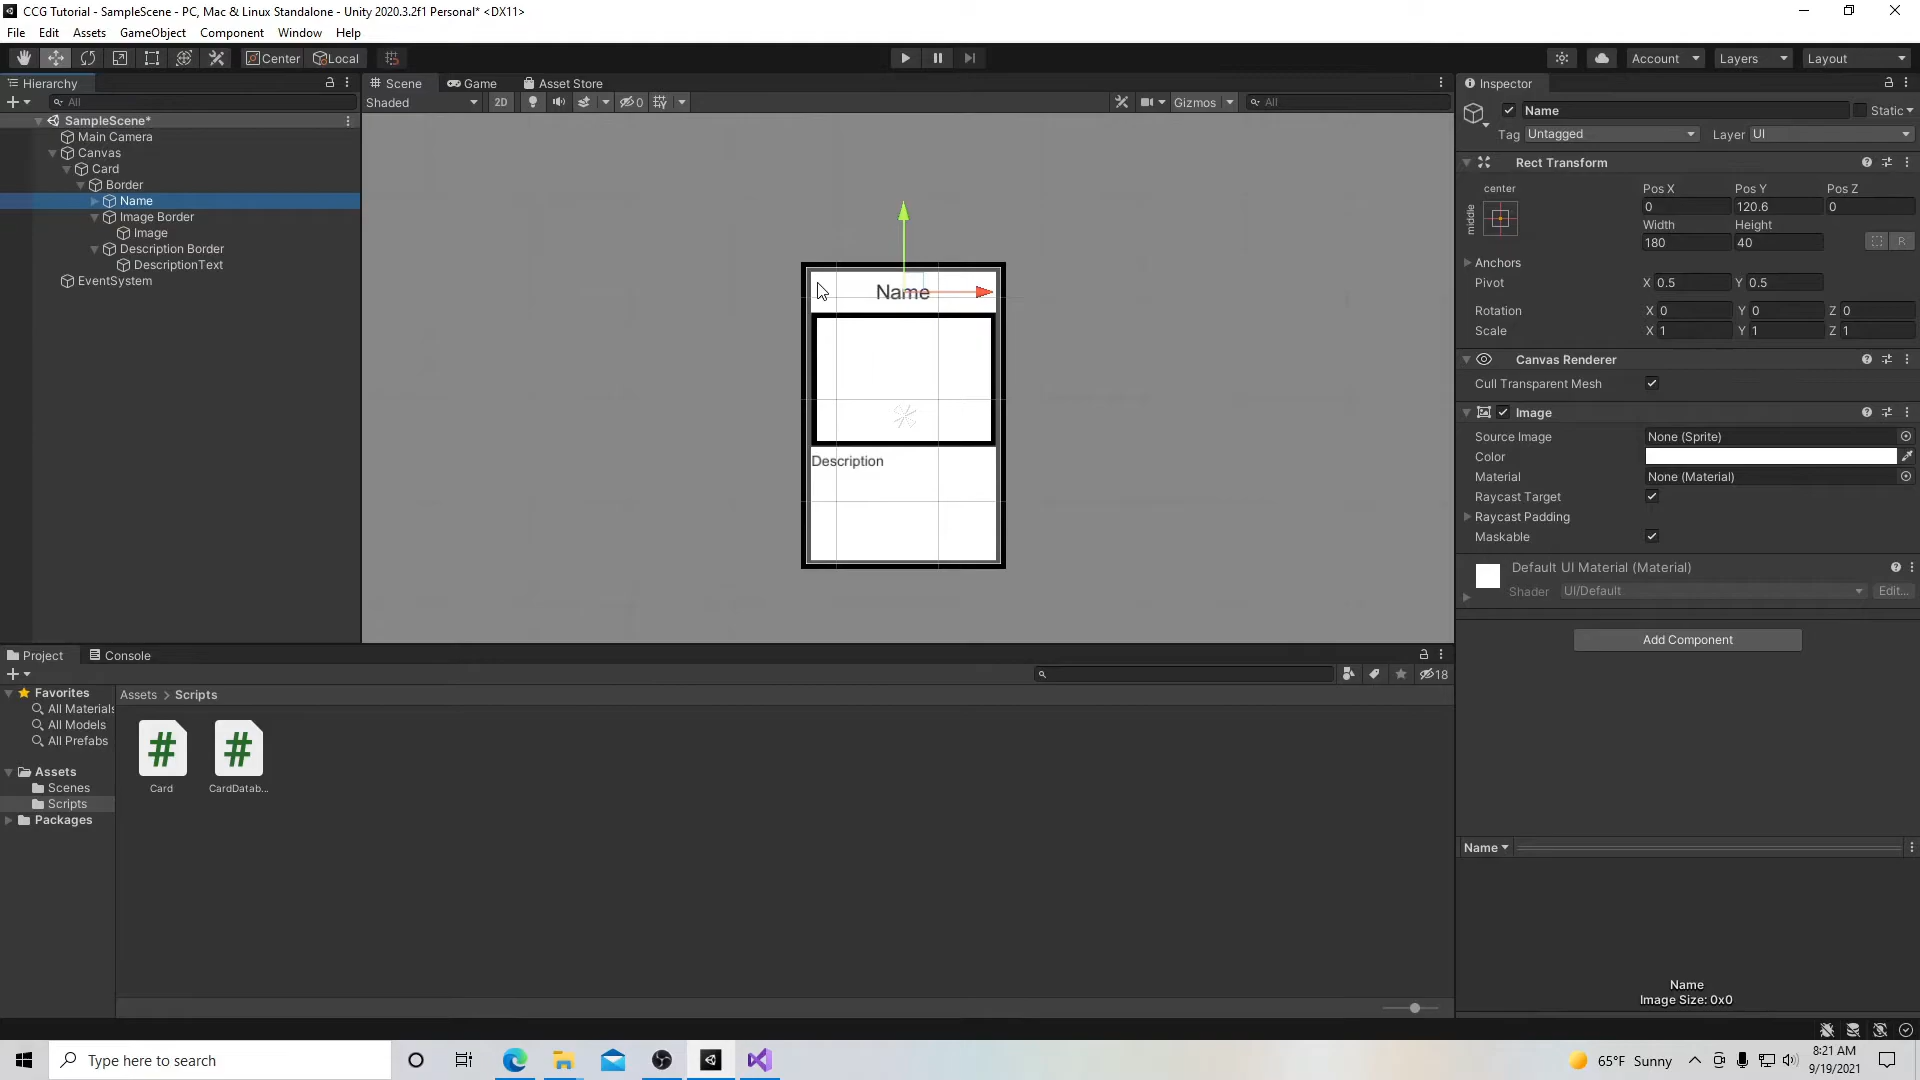 CCG Tutorial - SampleScene - PC, Mac & Linux Standalone - Unity 2020.3.2f1 Personal* <DX11>
File Edit Assets GameObject Component Window Help
Center Local Account Layers Layout
Hierarchy
All
SampleScene*
Main Camera
Canvas
Card
Border
Name
Image Border
Image
Description Border
DescriptionText
EventSystem
Scene Game Asset Store
Shaded 2D 0 Gizmos All
Name
Description
Inspector
Name Static
Tag Untagged Layer UI
Rect Transform
center
middle
Pos X Pos Y Pos Z
0 120.6 0
Width Height
180 40
R
Anchors
Pivot X 0.5 Y 0.5
Rotation X 0 Y 0 Z 0
Scale X 1 Y 1 Z 1
Canvas Renderer
Cull Transparent Mesh
Image
Source Image None (Sprite)
Color
Material None (Material)
Raycast Target
Raycast Padding
Maskable
Default UI Material (Material)
Shader UI/Default Edit...
Add Component
Name
Name
Image Size: 0x0
Project Console
18
Favorites
All Materials
All Models
All Prefabs
Assets
Scenes
Scripts
Packages
Assets > Scripts
Card
CardDatab...
Type here to search
65°F Sunny
8:21 AM
9/19/2021